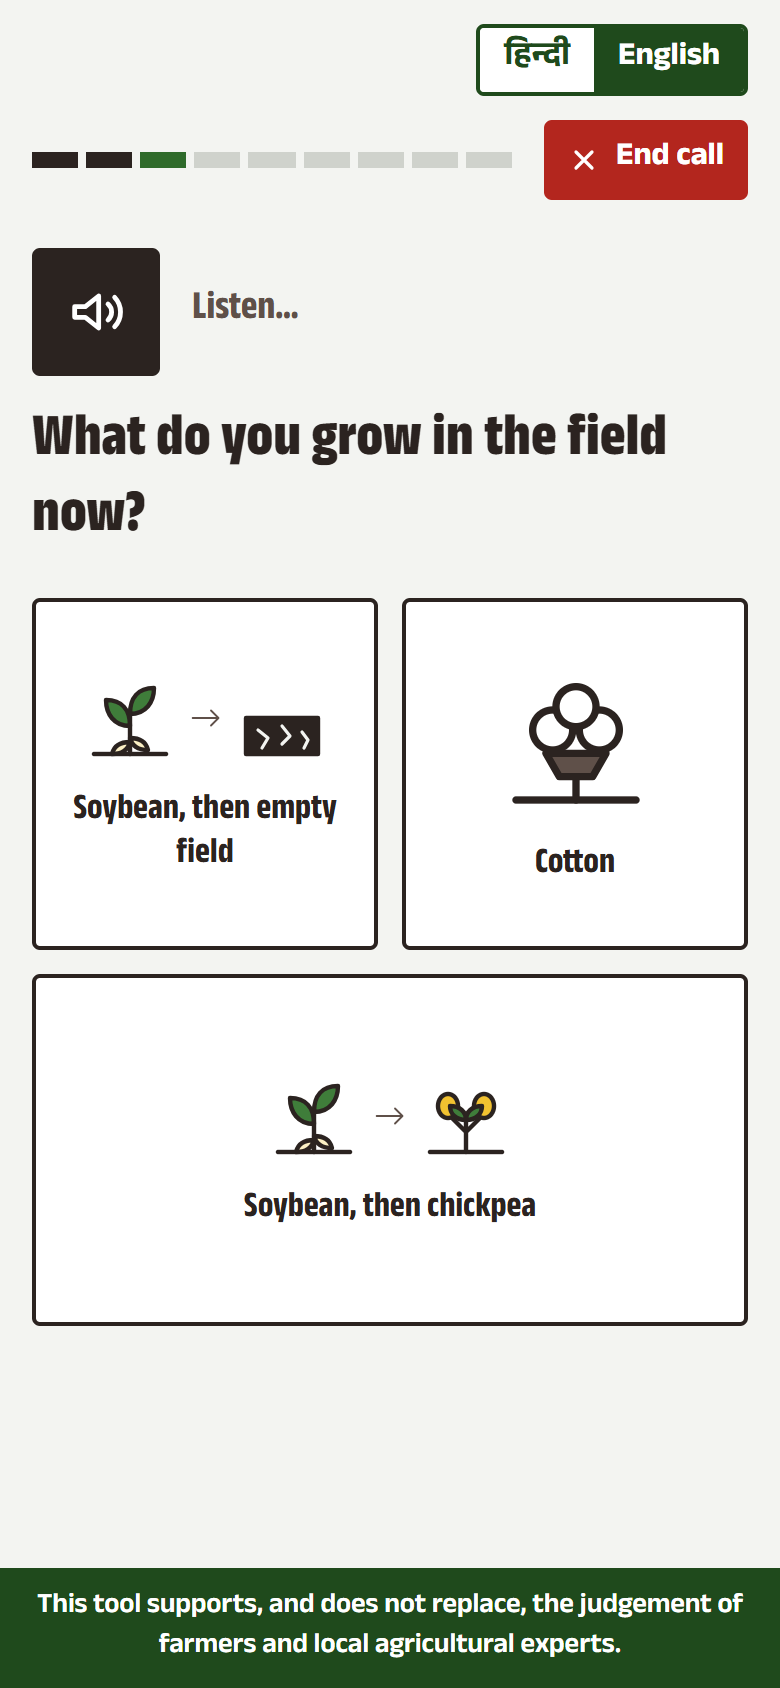 हिन्दी English
End call
Listen...
What do you grow in the field
now?
Soybean, then empty
field
Cotton
Soybean, then chickpea
This tool supports, and does not replace, the judgement of
farmers and local agricultural experts.